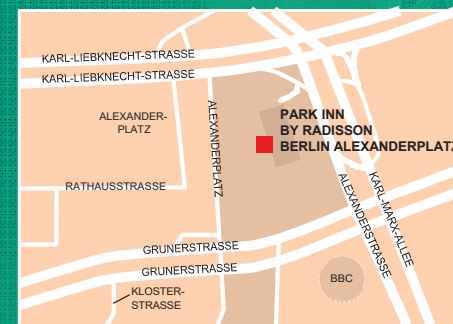 KARL-LIEBKNECHT-STRASSE
KARL-LIEBKNECHT-STRASSE
ALEXANDER-
PLATZ
ALEXANDERPLATZ
PARK INN
BY RADISSON
BERLIN ALEXANDERPLATZ
RATHAUSSTRASSE
ALEXANDERSTRASSE
KARL-MARX-ALLEE
GRUNERSTRASSE
GRUNERSTRASSE
BBC
KLOSTER-
STRASSE